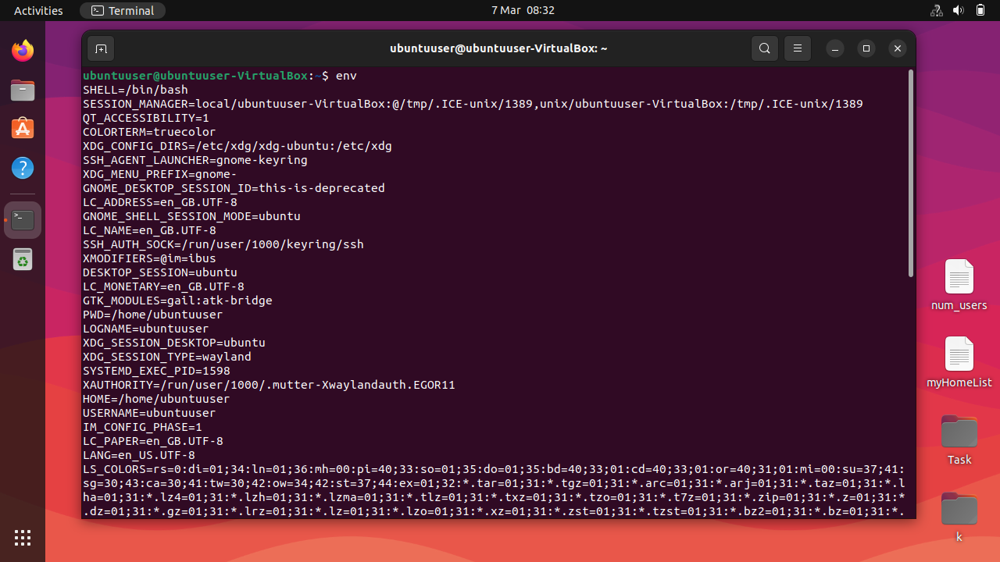 Activities
Terminal
7 Mar 08:32
ubuntuuser@ubuntuuser-VirtualBox: ~
ubuntuuser@ubuntuuser-VirtualBox:~$ env
SHELL=/bin/bash
SESSION_MANAGER=local/ubuntuuser-VirtualBox:@/tmp/.ICE-unix/1389,unix/ubuntuuser-VirtualBox:/tmp/.ICE-unix/1389
QT_ACCESSIBILITY=1
COLORTERM=truecolor
XDG_CONFIG_DIRS=/etc/xdg/xdg-ubuntu:/etc/xdg
SSH_AGENT_LAUNCHER=gnome-keyring
XDG_MENU_PREFIX=gnome-
GNOME_DESKTOP_SESSION_ID=this-is-deprecated
LC_ADDRESS=en_GB.UTF-8
GNOME_SHELL_SESSION_MODE=ubuntu
LC_NAME=en_GB.UTF-8
SSH_AUTH_SOCK=/run/user/1000/keyring/ssh
XMODIFIERS=@im=ibus
DESKTOP_SESSION=ubuntu
LC_MONETARY=en_GB.UTF-8
GTK_MODULES=gail:atk-bridge
PWD=/home/ubuntuuser
LOGNAME=ubuntuuser
XDG_SESSION_DESKTOP=ubuntu
XDG_SESSION_TYPE=wayland
SYSTEMD_EXEC_PID=1598
XAUTHORITY=/run/user/1000/.mutter-Xwaylandauth.EGOR11
HOME=/home/ubuntuuser
USERNAME=ubuntuuser
IM_CONFIG_PHASE=1
LC_PAPER=en_GB.UTF-8
LANG=en_US.UTF-8
LS_COLORS=rs=0:di=01;34:ln=01;36:mh=00:pi=40;33:so=01;35:do=01;35:bd=40;33;01:cd=40;33;01:or=40;31;01:mi=00:su=37;41:
sg=30;43:ca=30;41:tw=30;42:ow=34;42:st=37;44:ex=01;32:*.tar=01;31:*.tgz=01;31:*.arc=01;31:*.arj=01;31:*.taz=01;31:*.l
ha=01;31:*.lz4=01;31:*.lzh=01;31:*.lzma=01;31:*.tlz=01;31:*.txz=01;31:*.tzo=01;31:*.t7z=01;31:*.zip=01;31:*.z=01;31:*
.dz=01;31:*.gz=01;31:*.lrz=01;31:*.lz=01;31:*.lzo=01;31:*.xz=01;31:*.zst=01;31:*.tzst=01;31:*.bz2=01;31:*.bz=01;31:*.
num_users
myHomeList
Task
k